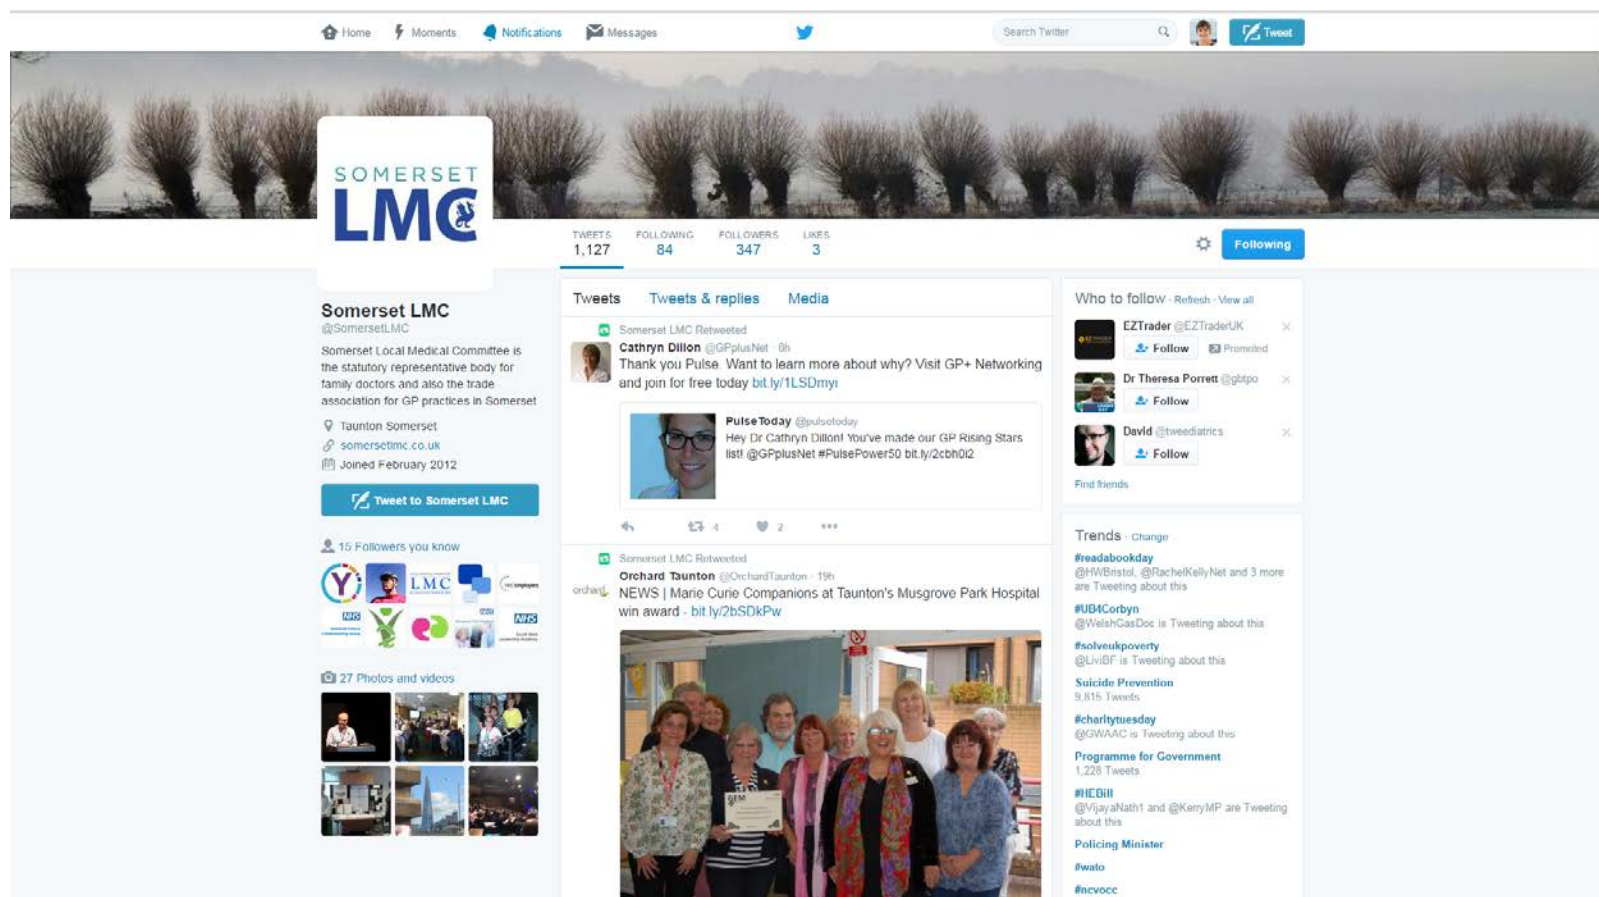 Home Moments Notifications Messages Search Twitter Tweet
SOMERSET
LMC
TWEETS FOLLOWING FOLLOWERS LIKES
1,127 84 347 3
Following
Somerset LMC
@SomersetLMC
Somerset Local Medical Committee is
the statutory representative body for
family doctors and also the trade
association for GP practices in Somerset
Taunton Somerset
somersetlmc.co.uk
Joined February 2012
Tweet to Somerset LMC
15 Followers you know
Y
LMC
NHS
NHS
27 Photos and videos
Tweets Tweets & replies Media
Somerset LMC Retweeted
Cathryn Dillon @GPplusNet · 8h
Thank you Pulse. Want to learn more about why? Visit GP+ Networking
and join for free today bit.ly/1LSDmyi
PulseToday @pulsetoday
Hey Dr Cathryn Dillon! You've made our GP Rising Stars
list! @GPplusNet #PulsePower50 bit.ly/2cbh0i2
4 2
Somerset LMC Retweeted
Orchard Taunton @OrchardTaunton · 19h
orchard
NEWS | Marie Curie Companions at Taunton's Musgrove Park Hospital
win award - bit.ly/2bSDkPw
GEM
Who to follow · Refresh · View all
EZTrader @EZTraderUK
Follow Promoted
Dr Theresa Porrett @gbtpo
Follow
David @tweediatrics
Follow
Find friends
Trends · Change
#readabookday
@HWBristol, @RachelKellyNet and 3 more
are Tweeting about this
#UB4Corbyn
@WelshGasDoc is Tweeting about this
#solveukpoverty
@LiviBF is Tweeting about this
Suicide Prevention
9,815 Tweets
#charitytuesday
@GWAAC is Tweeting about this
Programme for Government
1,228 Tweets
#HEBill
@VijayaNath1 and @KerryMP are Tweeting
about this
Policing Minister
#wato
#ncvocc